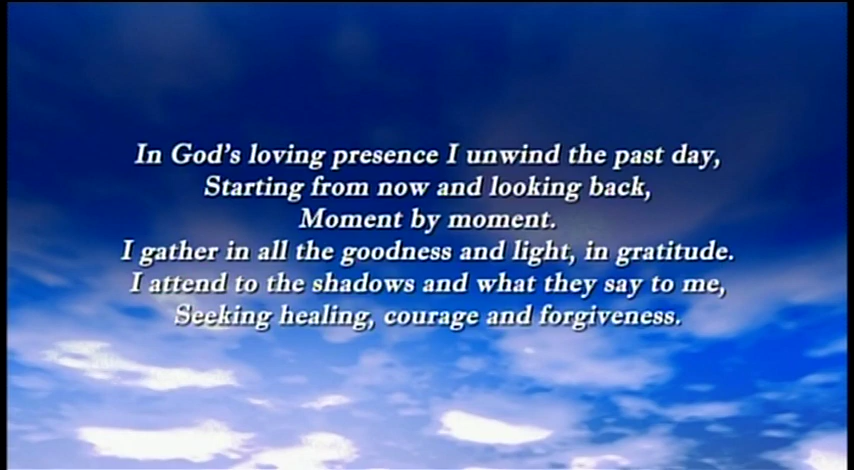 In God's loving presence I unwind the past day,
Starting from now and looking back,
Moment by moment.
I gather in all the goodness and light, in gratitude.
I attend to the shadows and what they say to me,
Seeking healing, courage and forgiveness.